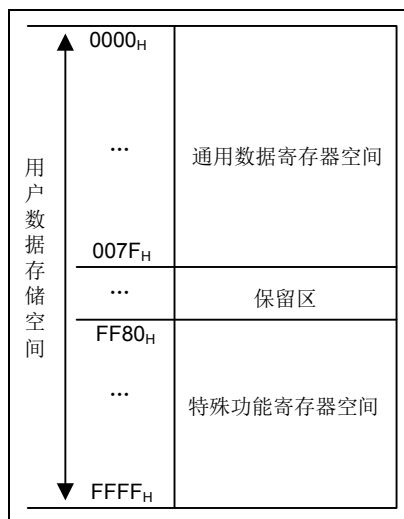 用户数据存储空间
0000H
...
通用数据寄存器空间
007FH
...
保留区
FF80H
...
特殊功能寄存器空间
FFFFH